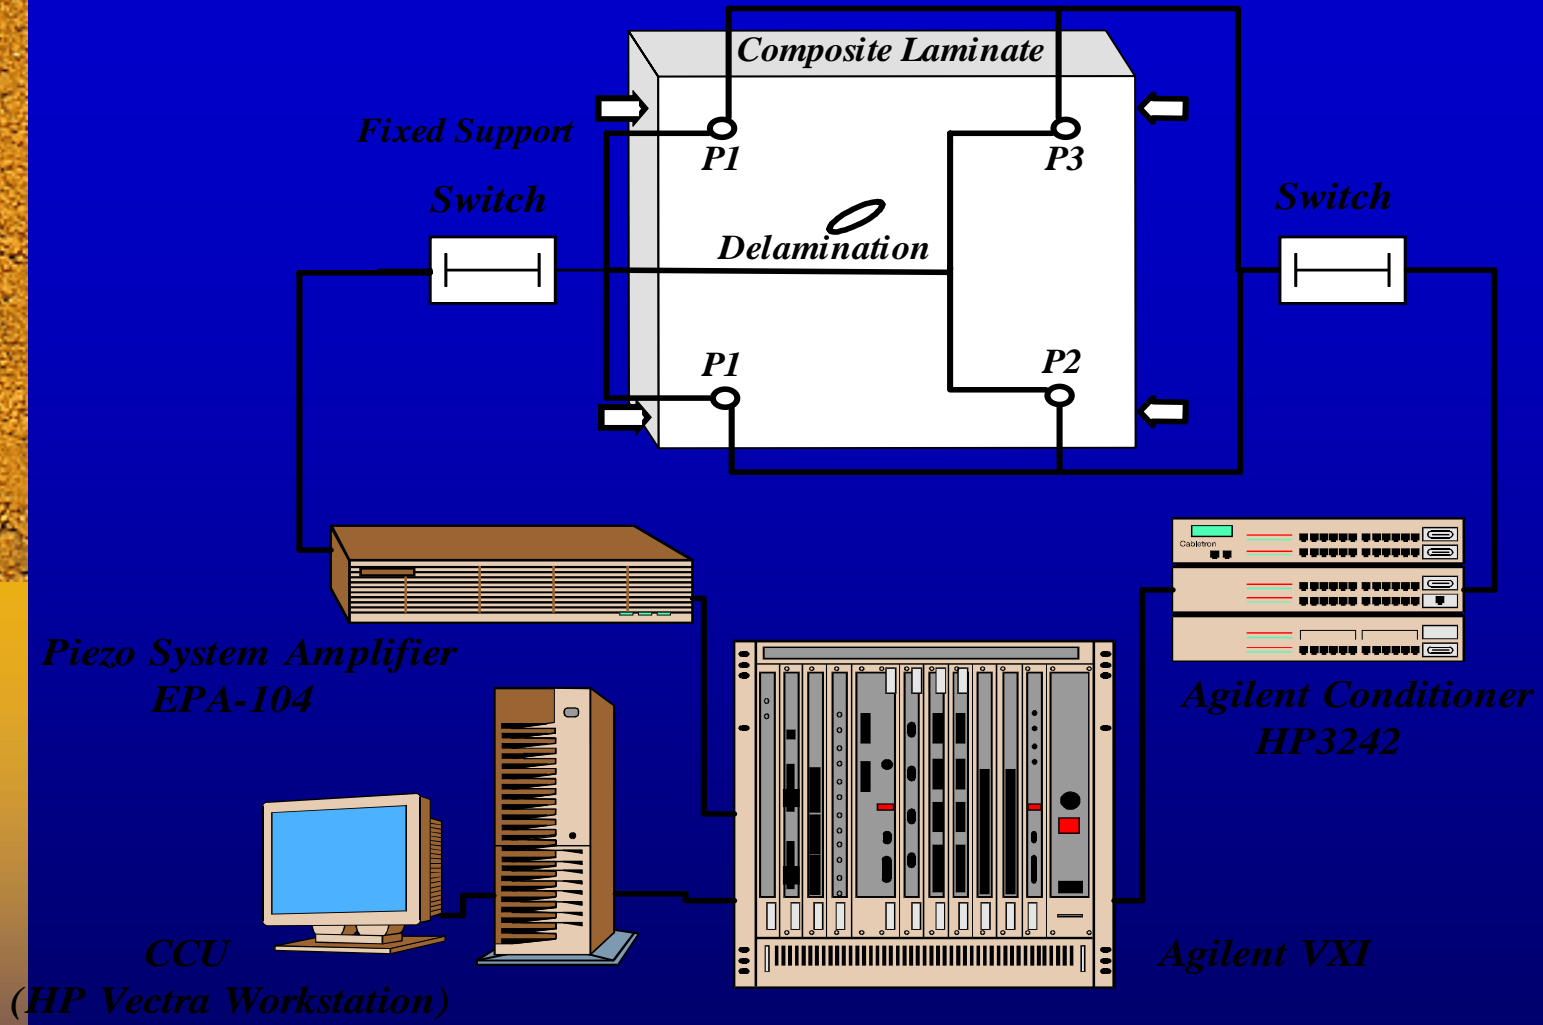 Composite Laminate
Fixed Support
P1
P3
Switch
Switch
Delamination
P1
P2
Cabletron
Piezo System Amplifier
EPA-104
Agilent Conditioner
HP3242
CCU
(HP Vectra Workstation)
Agilent VXI